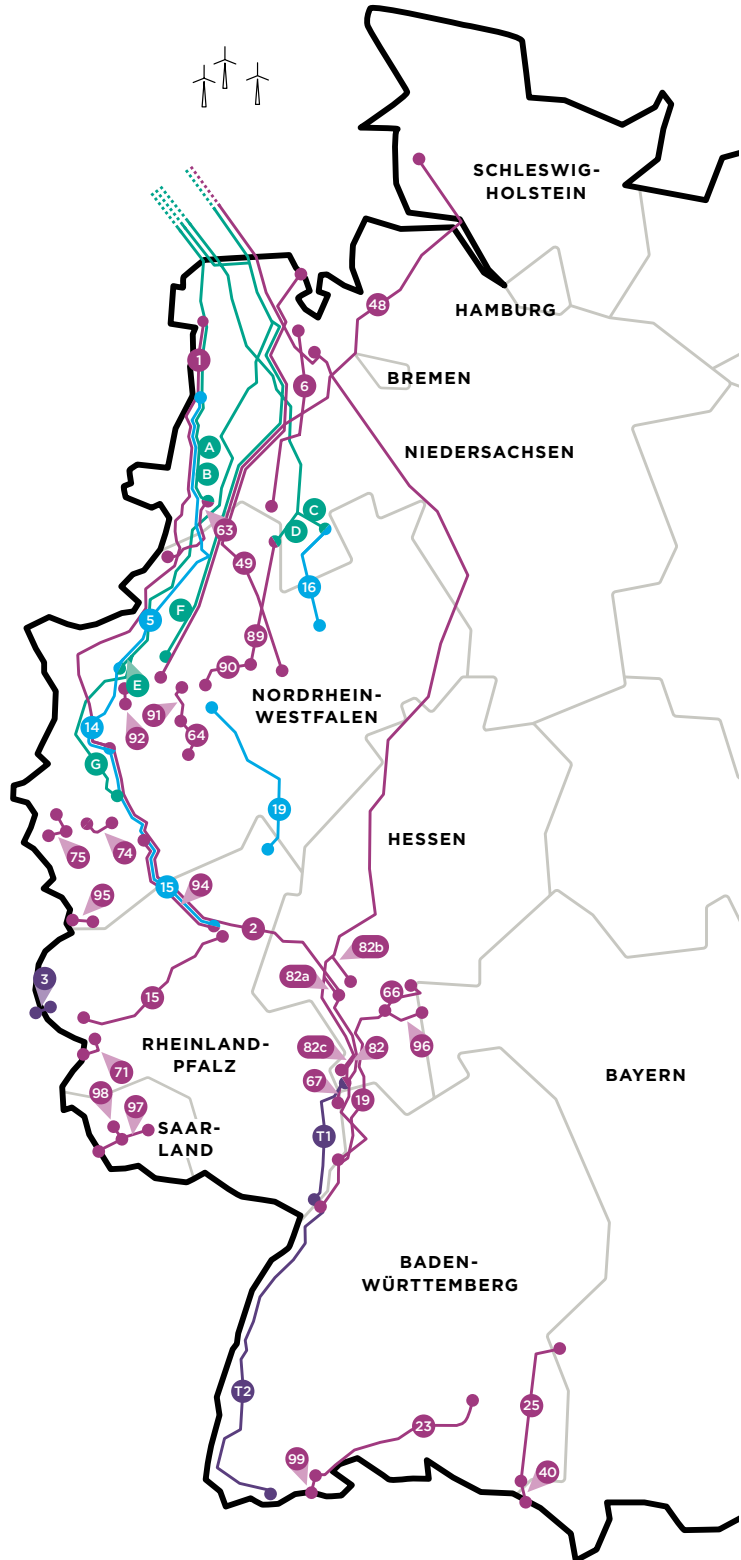 SCHLESWIG-
HOLSTEIN
48
HAMBURG
1
BREMEN
6
A
NIEDERSACHSEN
B
C
63
D
49
16
F
5
89
90
E
NORDRHEIN-
WESTFALEN
91
14
92
64
G
19
HESSEN
74
75
15
94
95
2
82b
82a
3
66
15
RHEINLAND-
PFALZ
82c
82
96
71
67
BAYERN
98
97
19
SAAR-
LAND
T1
BADEN-
WÜRTTEMBERG
T2
25
23
99
40